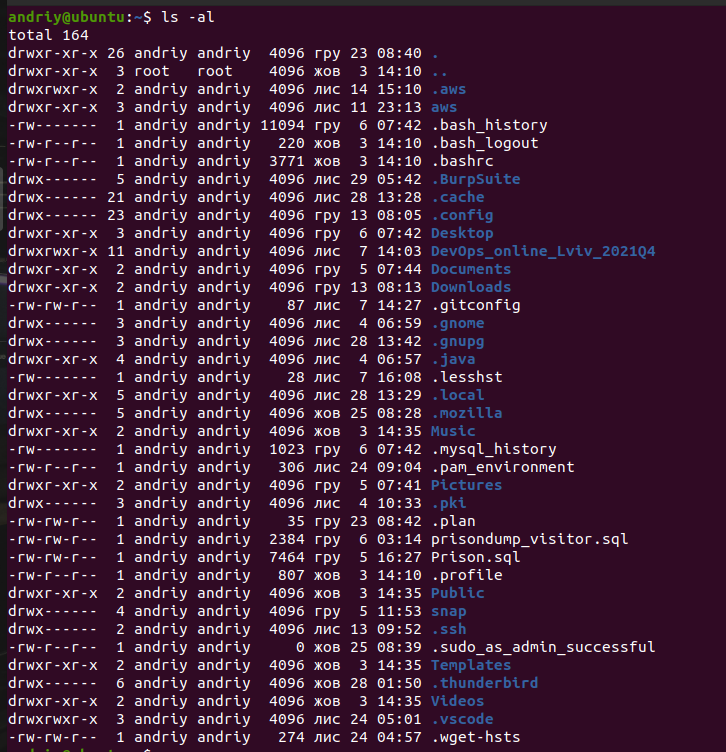 andriy@ubuntu:~$ ls -al
total 164
drwxr-xr-x 26 andriy andriy  4096 гру 23 08:40 .
drwxr-xr-x  3 root   root    4096 жов  3 14:10 ..
drwxrwxr-x  2 andriy andriy  4096 лис 14 15:10 .aws
drwxr-xr-x  3 andriy andriy  4096 лис 11 23:13 aws
-rw-------  1 andriy andriy 11094 гру  6 07:42 .bash_history
-rw-r--r--  1 andriy andriy   220 жов  3 14:10 .bash_logout
-rw-r--r--  1 andriy andriy  3771 жов  3 14:10 .bashrc
drwx------  5 andriy andriy  4096 лис 29 05:42 .BurpSuite
drwx------ 21 andriy andriy  4096 лис 28 13:28 .cache
drwx------ 23 andriy andriy  4096 гру 13 08:05 .config
drwxr-xr-x  3 andriy andriy  4096 гру  6 07:42 Desktop
drwxrwxr-x 11 andriy andriy  4096 лис  7 14:03 DevOps_online_Lviv_2021Q4
drwxr-xr-x  2 andriy andriy  4096 гру  5 07:44 Documents
drwxr-xr-x  2 andriy andriy  4096 гру 13 08:13 Downloads
-rw-rw-r--  1 andriy andriy    87 лис  7 14:27 .gitconfig
drwx------  3 andriy andriy  4096 лис  4 06:59 .gnome
drwx------  3 andriy andriy  4096 лис 28 13:42 .gnupg
drwxr-xr-x  4 andriy andriy  4096 лис  4 06:57 .java
-rw-------  1 andriy andriy    28 лис  7 16:08 .lesshst
drwxr-xr-x  5 andriy andriy  4096 лис 28 13:29 .local
drwx------  5 andriy andriy  4096 жов 25 08:28 .mozilla
drwxr-xr-x  2 andriy andriy  4096 жов  3 14:35 Music
-rw-------  1 andriy andriy  1023 гру  6 07:42 .mysql_history
-rw-r--r--  1 andriy andriy   306 лис 24 09:04 .pam_environment
drwxr-xr-x  2 andriy andriy  4096 гру  5 07:41 Pictures
drwx------  3 andriy andriy  4096 лис  4 10:33 .pki
-rw-rw-r--  1 andriy andriy    35 гру 23 08:42 .plan
-rw-rw-r--  1 andriy andriy  2384 гру  6 03:14 prisondump_visitor.sql
-rw-rw-r--  1 andriy andriy  7464 гру  5 16:27 Prison.sql
-rw-r--r--  1 andriy andriy   807 жов  3 14:10 .profile
drwxr-xr-x  2 andriy andriy  4096 жов  3 14:35 Public
drwx------  4 andriy andriy  4096 гру  5 11:53 snap
drwx------  2 andriy andriy  4096 лис 13 09:52 .ssh
-rw-r--r--  1 andriy andriy     0 жов 25 08:39 .sudo_as_admin_successful
drwxr-xr-x  2 andriy andriy  4096 жов  3 14:35 Templates
drwx------  6 andriy andriy  4096 жов 28 01:50 .thunderbird
drwxr-xr-x  2 andriy andriy  4096 жов  3 14:35 Videos
drwxrwxr-x  3 andriy andriy  4096 лис 24 05:01 .vscode
-rw-rw-r--  1 andriy andriy   274 лис 24 04:57 .wget-hsts